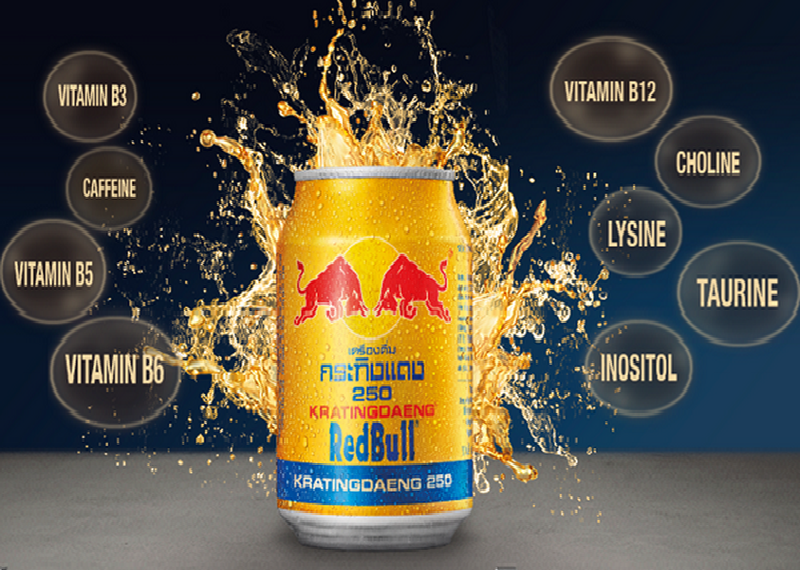 VITAMIN B3
CAFFEINE
VITAMIN B5
VITAMIN B6
VITAMIN B12
CHOLINE
LYSINE
TAURINE
INOSITOL
เครื่องดื่ม
กระทิงแดง
250
KRATINGDAENG
RedBull
KRATINGDAENG 250